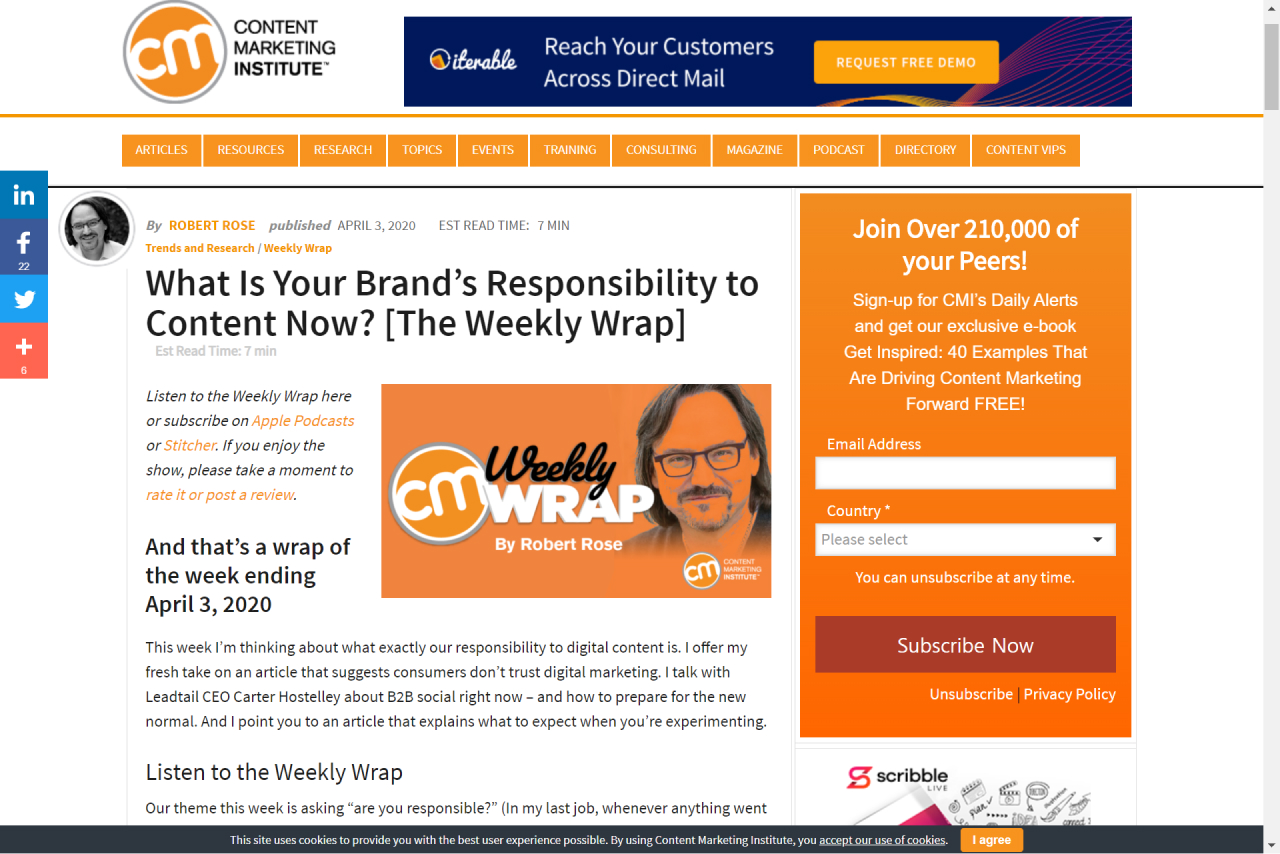 cm CONTENT
MARKETING
INSTITUTE™
iterable
Reach Your Customers
Across Direct Mail
REQUEST FREE DEMO
ARTICLES RESOURCES RESEARCH TOPICS EVENTS TRAINING CONSULTING MAGAZINE PODCAST DIRECTORY CONTENT VIPS
in
f
22
+
6
By ROBERT ROSE published APRIL 3, 2020 EST READ TIME: 7 MIN
Trends and Research / Weekly Wrap
What Is Your Brand’s Responsibility to
Content Now? [The Weekly Wrap]
Est Read Time: 7 min
Listen to the Weekly Wrap here
or subscribe on Apple Podcasts
or Stitcher. If you enjoy the
show, please take a moment to
rate it or post a review.
cm Weekly
WRAP
By Robert Rose
cm CONTENT
MARKETING
INSTITUTE™
And that’s a wrap of
the week ending
April 3, 2020
This week I’m thinking about what exactly our responsibility to digital content is. I offer my
fresh take on an article that suggests consumers don’t trust digital marketing. I talk with
Leadtail CEO Carter Hostelley about B2B social right now – and how to prepare for the new
normal. And I point you to an article that explains what to expect when you’re experimenting.
Listen to the Weekly Wrap
Our theme this week is asking “are you responsible?” (In my last job, whenever anything went
Join Over 210,000 of
your Peers!
Sign-up for CMI’s Daily Alerts
and get our exclusive e-book
Get Inspired: 40 Examples That
Are Driving Content Marketing
Forward FREE!
Email Address
Country *
Please select
You can unsubscribe at any time.
Subscribe Now
Unsubscribe | Privacy Policy
scribble
LIVE
plan
This site uses cookies to provide you with the best user experience possible. By using Content Marketing Institute, you accept our use of cookies. I agree